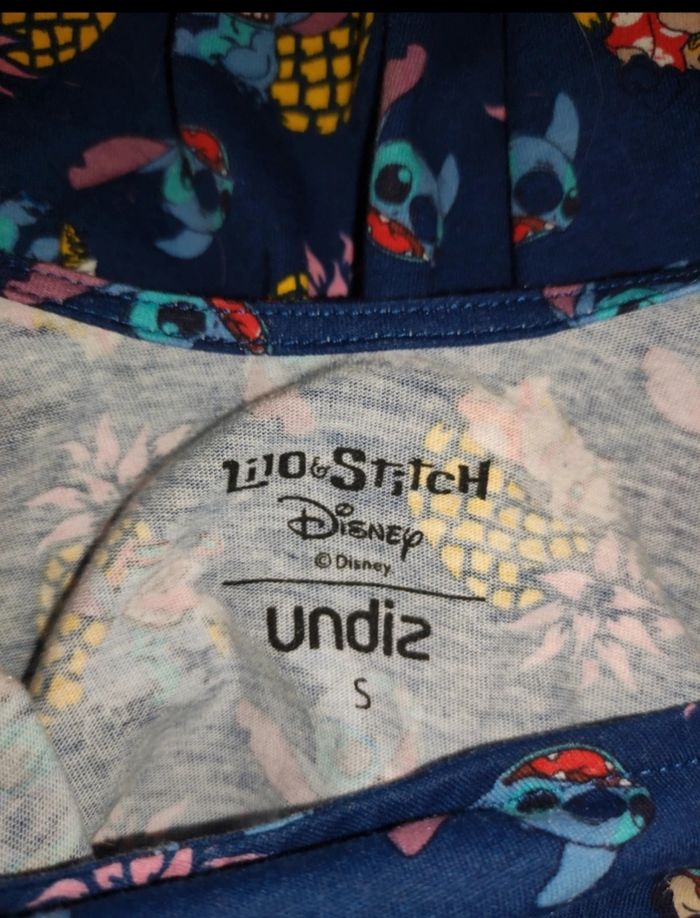 Lilo & Stitch
Disney
© Disney
undiz
S